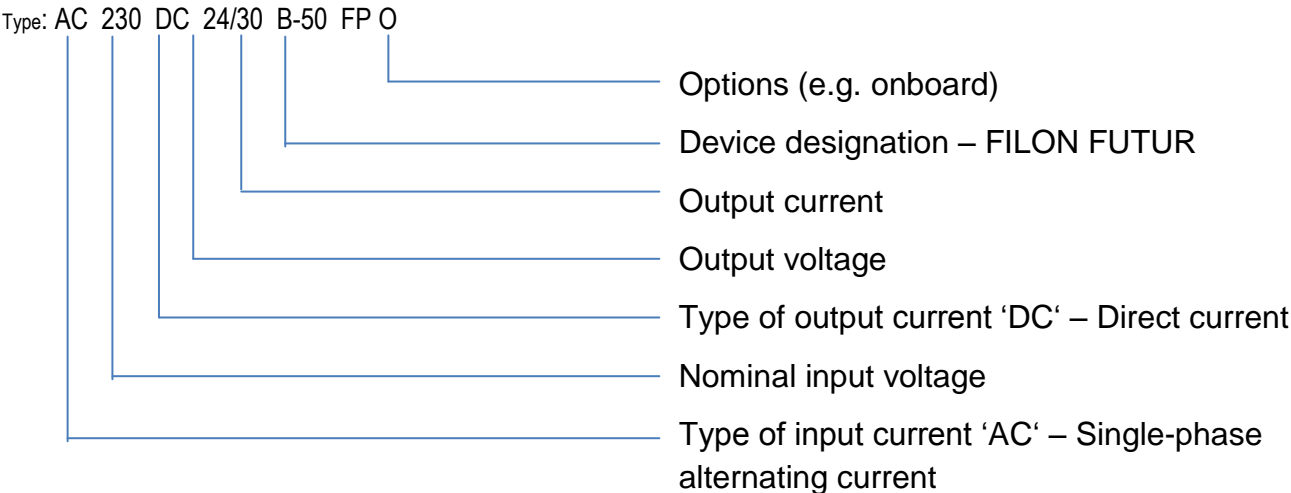 Type: AC 230 DC 24/30 B-50 FP O
Options (e.g. onboard)
Device designation – FILON FUTUR
Output current
Output voltage
Type of output current ‘DC‘ – Direct current
Nominal input voltage
Type of input current ‘AC‘ – Single-phase
alternating current